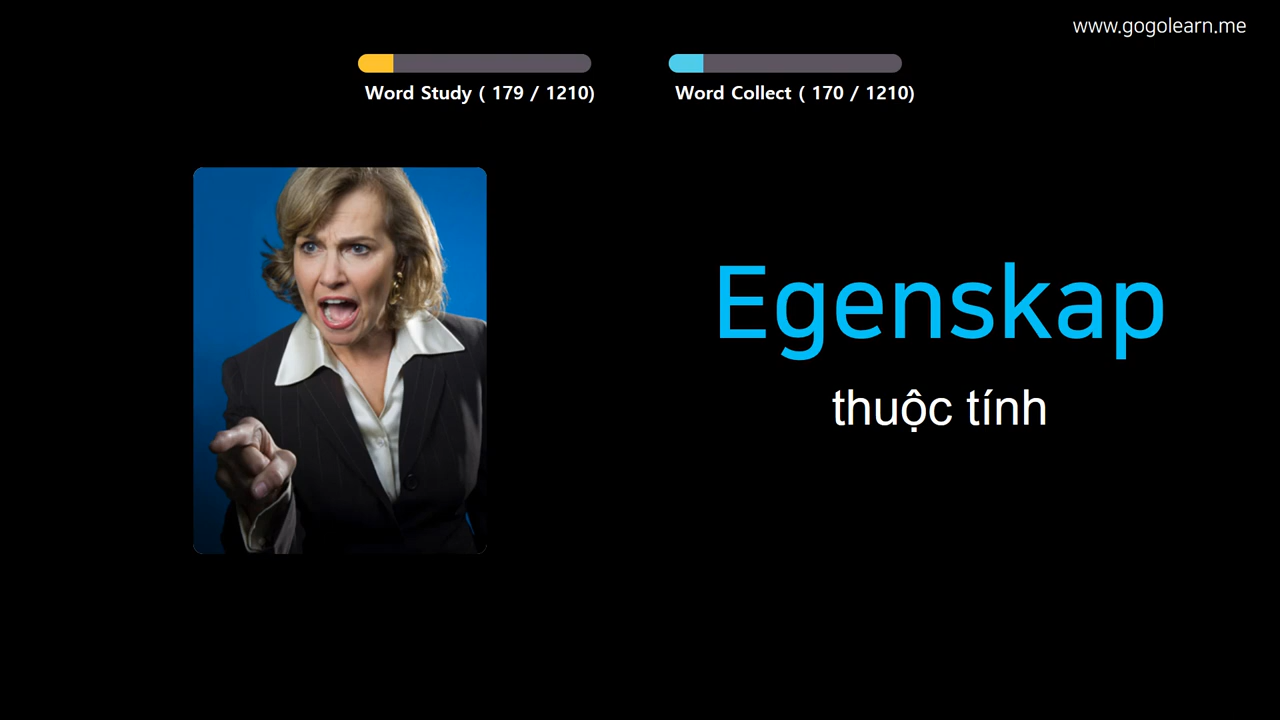 www.gogolearn.me
Word Study ( 179 / 1210)
Word Collect ( 170 / 1210)
Egenskap
thuộc tính